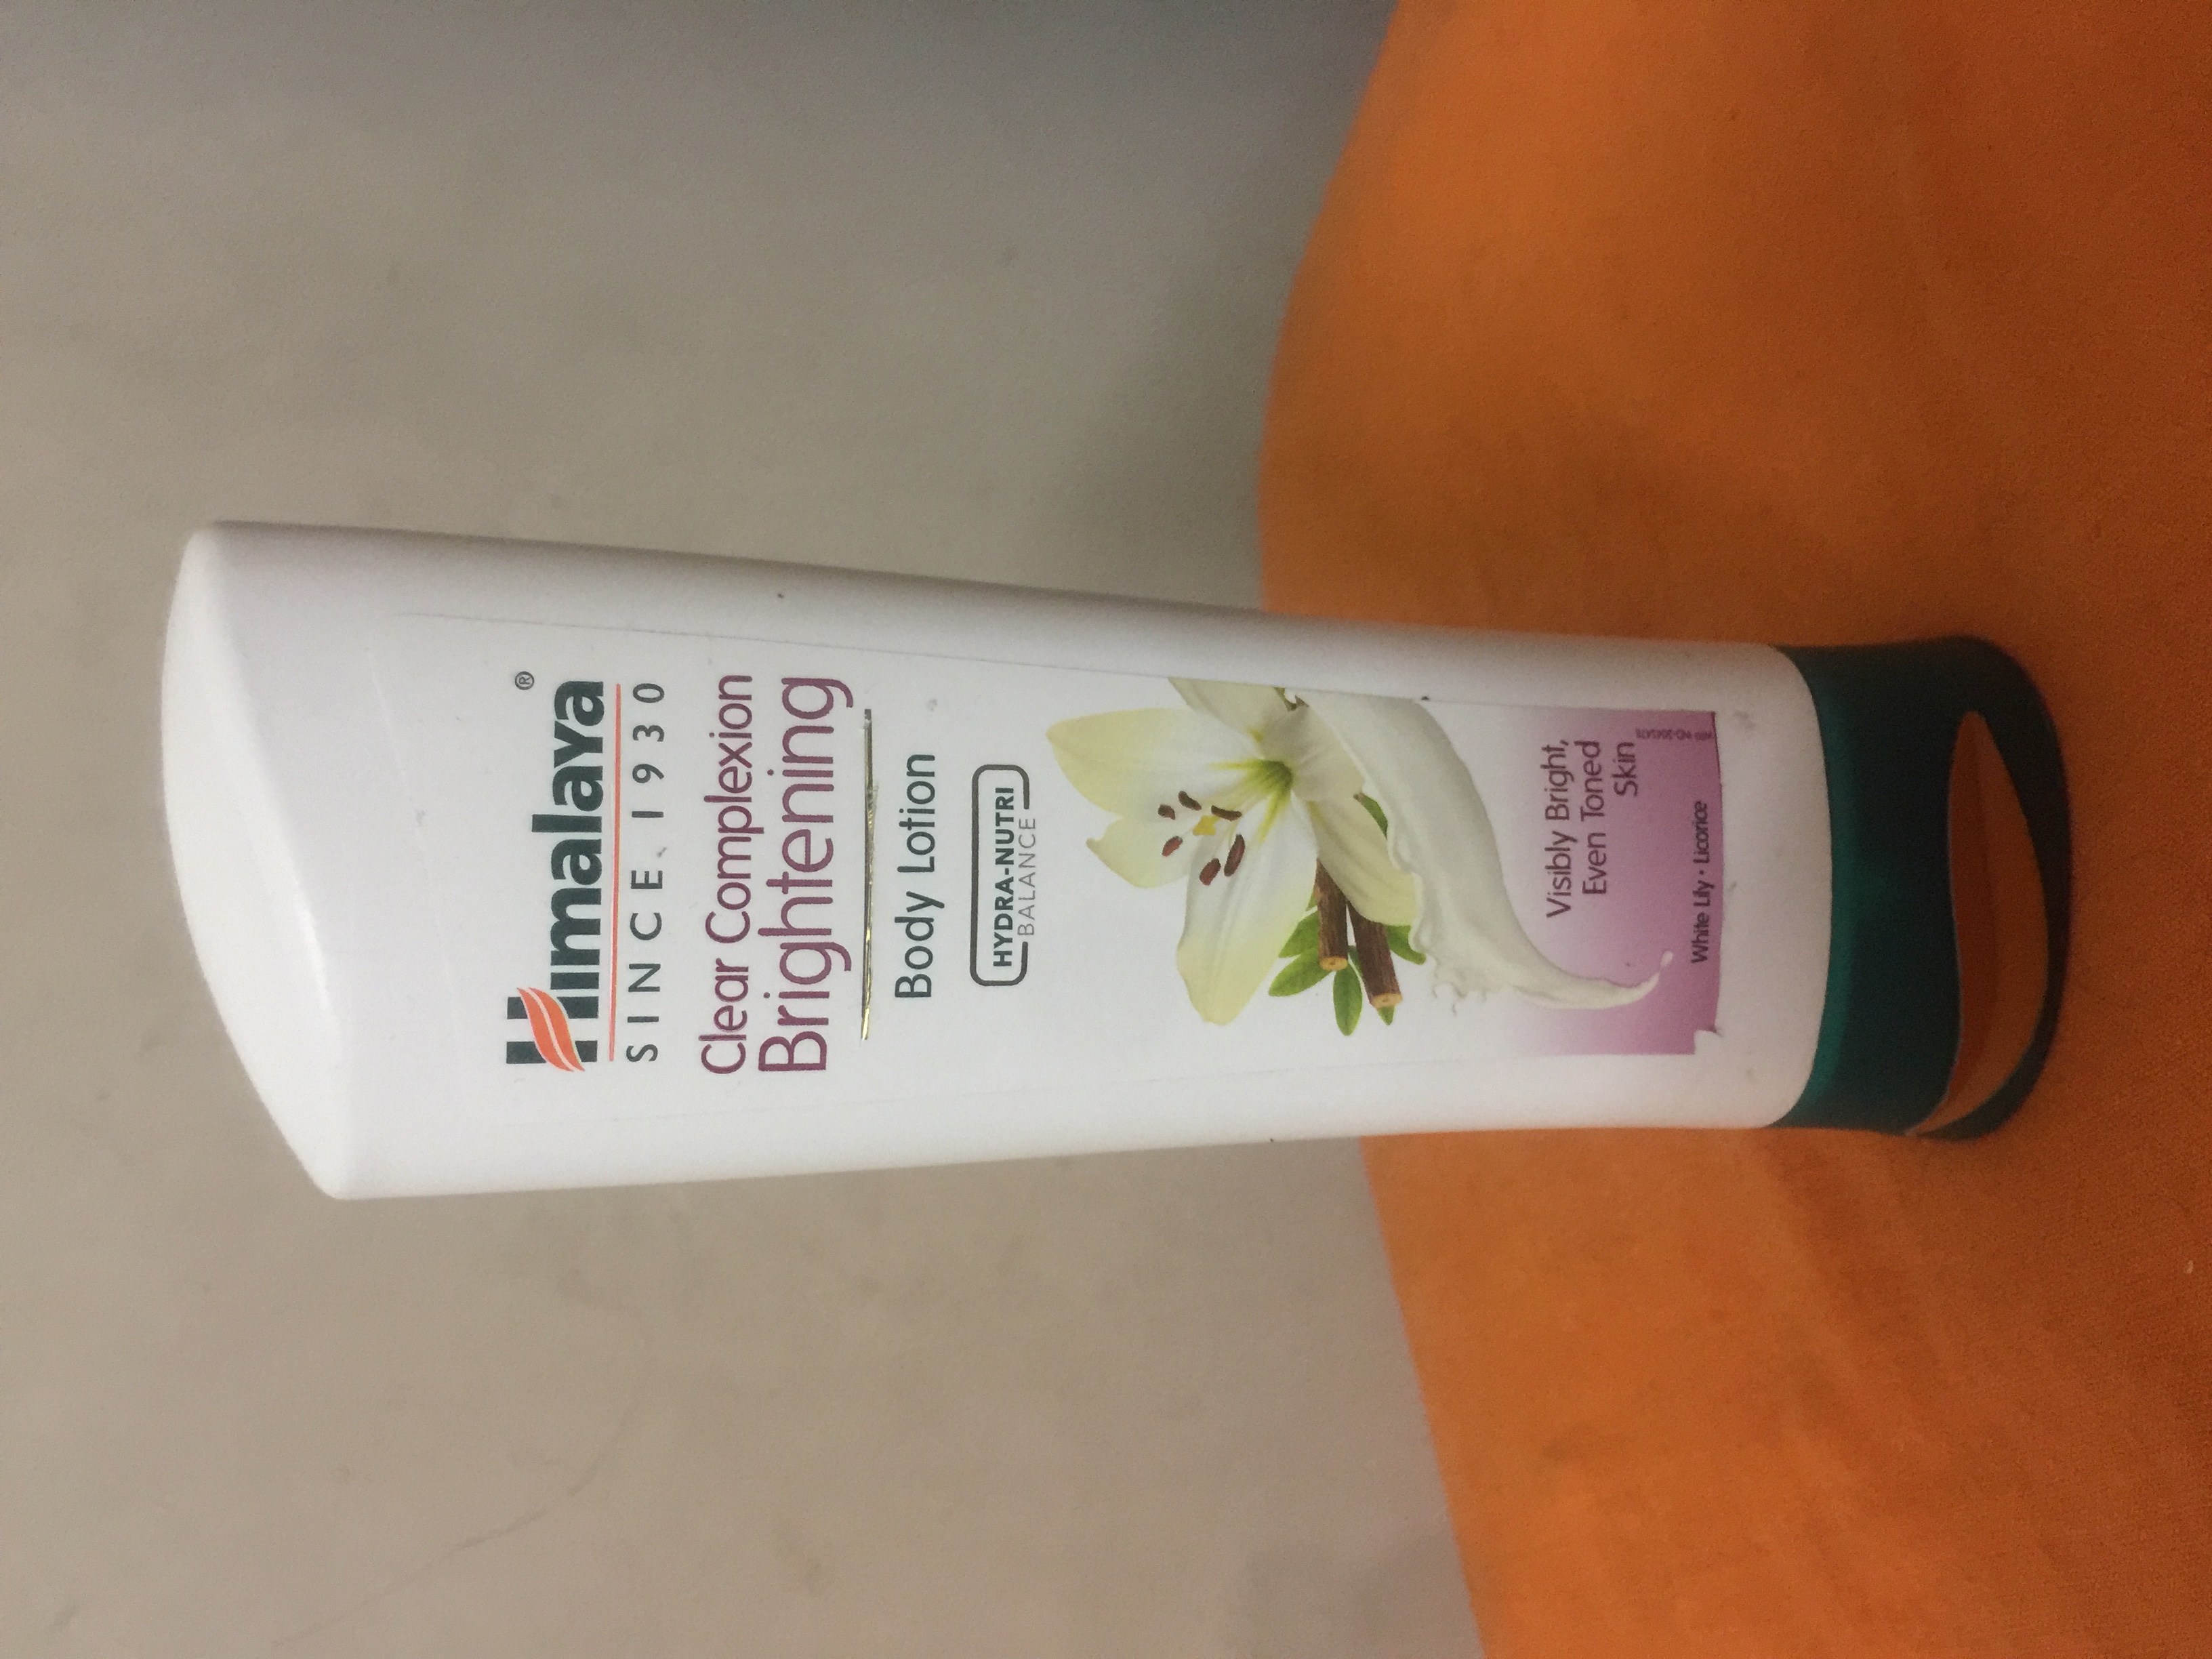 Himalaya®
SINCE 1930
Clear Complexion
Brightening
Body Lotion
HYDRA-NUTRI
BALANCE
Visibly Bright,
Even Toned
Skin
White Lily • Licorice